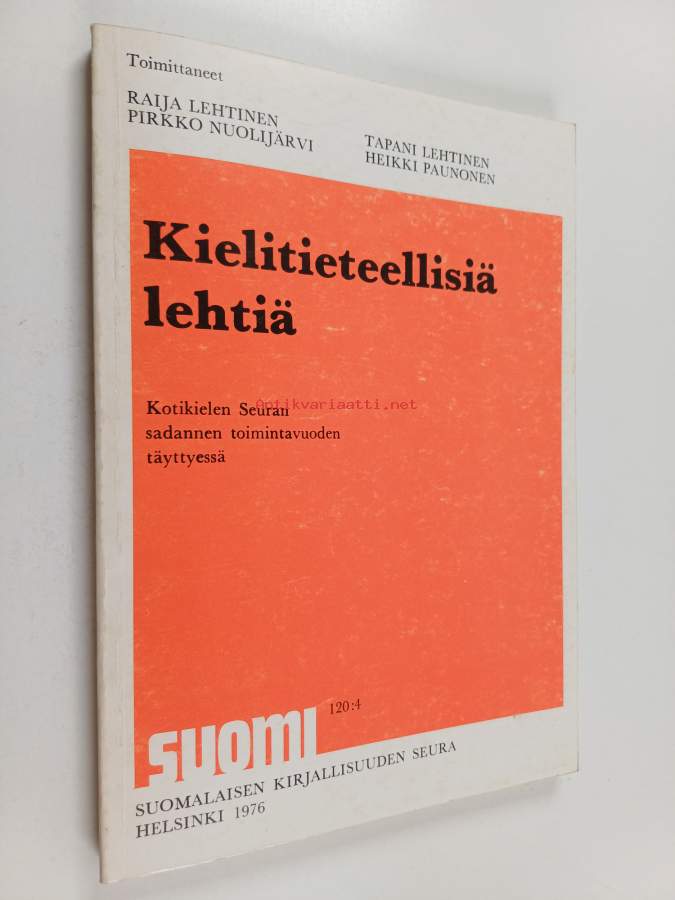 Toimittaneet
RAIJA LEHTINEN
PIRKKO NUOLIJÄRVI
TAPANI LEHTINEN
HEIKKI PAUNONEN
Kielitieteellisiä
lehtiä
Kotikielen Seuran
sadannen toimintavuoden
täyttyessä
Antikvariaatti.net
suomi
120:4
SUOMALAISEN KIRJALLISUUDEN SEURA
HELSINKI 1976